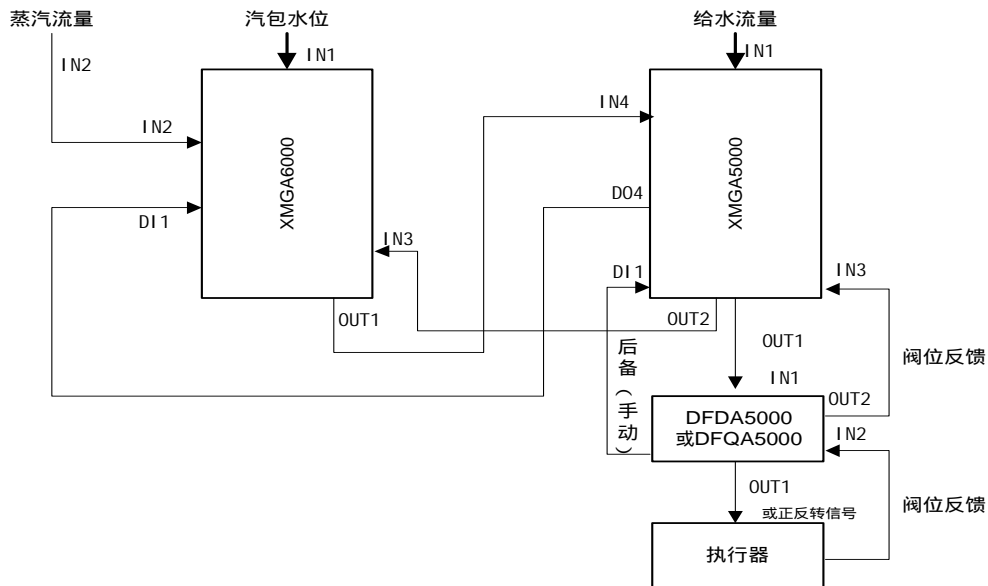 蒸汽流量
汽包水位
给水流量
IN2
IN1
IN1
IN2
IN4
XMGA6000
XMGA5000
DI1
DO4
IN3
DI1
IN3
OUT1
OUT2
OUT1
后备(手动)
阀位反馈
IN1
OUT2
DFDA5000
或DFQA5000
IN2
OUT1
或正反转信号
阀位反馈
执行器